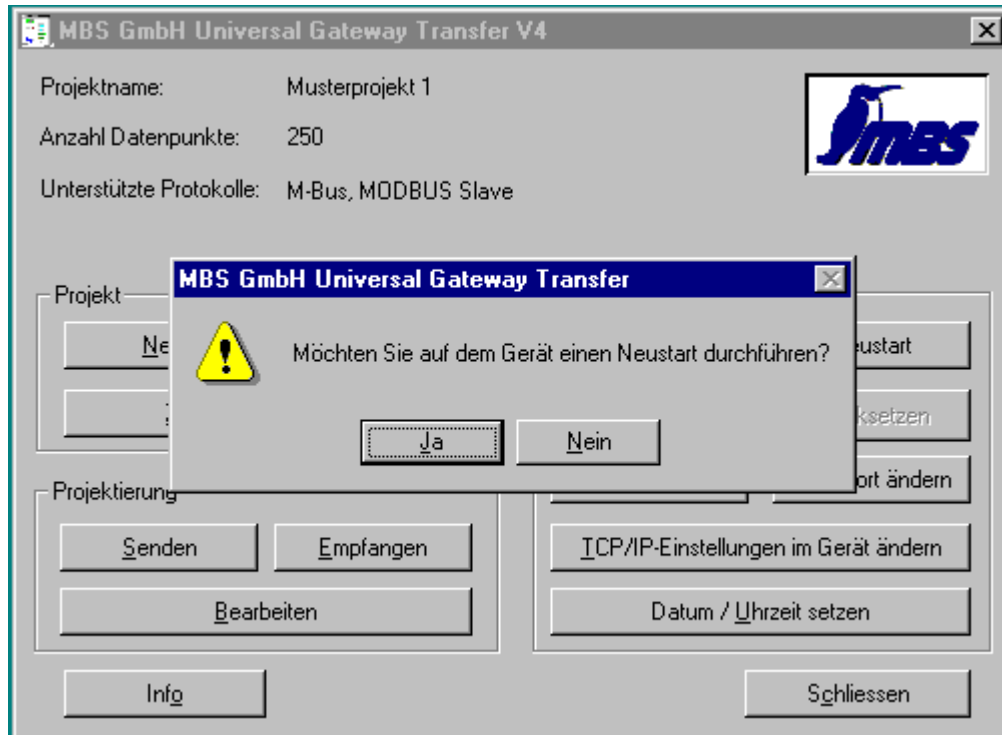 MBS GmbH Universal Gateway Transfer V4
Projektname: Musterprojekt 1
Anzahl Datenpunkte: 250
Unterstützte Protokolle: M-Bus, MODBUS Slave
MBS
MBS GmbH Universal Gateway Transfer
Möchten Sie auf dem Gerät einen Neustart durchführen?
Ja Nein
Projekt
Projektierung
ändern
Senden Empfangen
Bearbeiten
TCP/IP-Einstellungen im Gerät ändern
Datum / Uhrzeit setzen
Info Schliessen